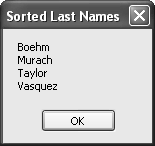 Sorted Last Names
Boehm
Murach
Taylor
Vasquez
OK